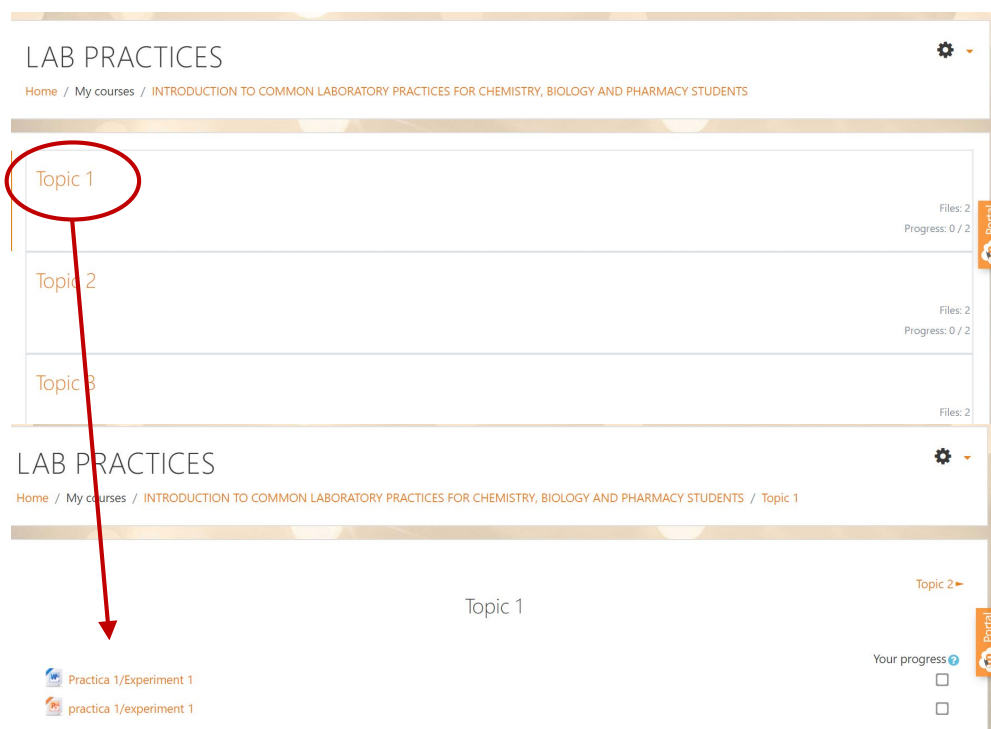 LAB PRACTICES
Home / My courses / INTRODUCTION TO COMMON LABORATORY PRACTICES FOR CHEMISTRY, BIOLOGY AND PHARMACY STUDENTS
Topic 1
Files: 2
Progress: 0 / 2
Portal
Topic 2
Files: 2
Progress: 0 / 2
Topic 3
Files: 2
LAB PRACTICES
Home / My courses / INTRODUCTION TO COMMON LABORATORY PRACTICES FOR CHEMISTRY, BIOLOGY AND PHARMACY STUDENTS / Topic 1
Topic 2►
Topic 1
Portal
Your progress ?
Practica 1/Experiment 1
practica 1/experiment 1